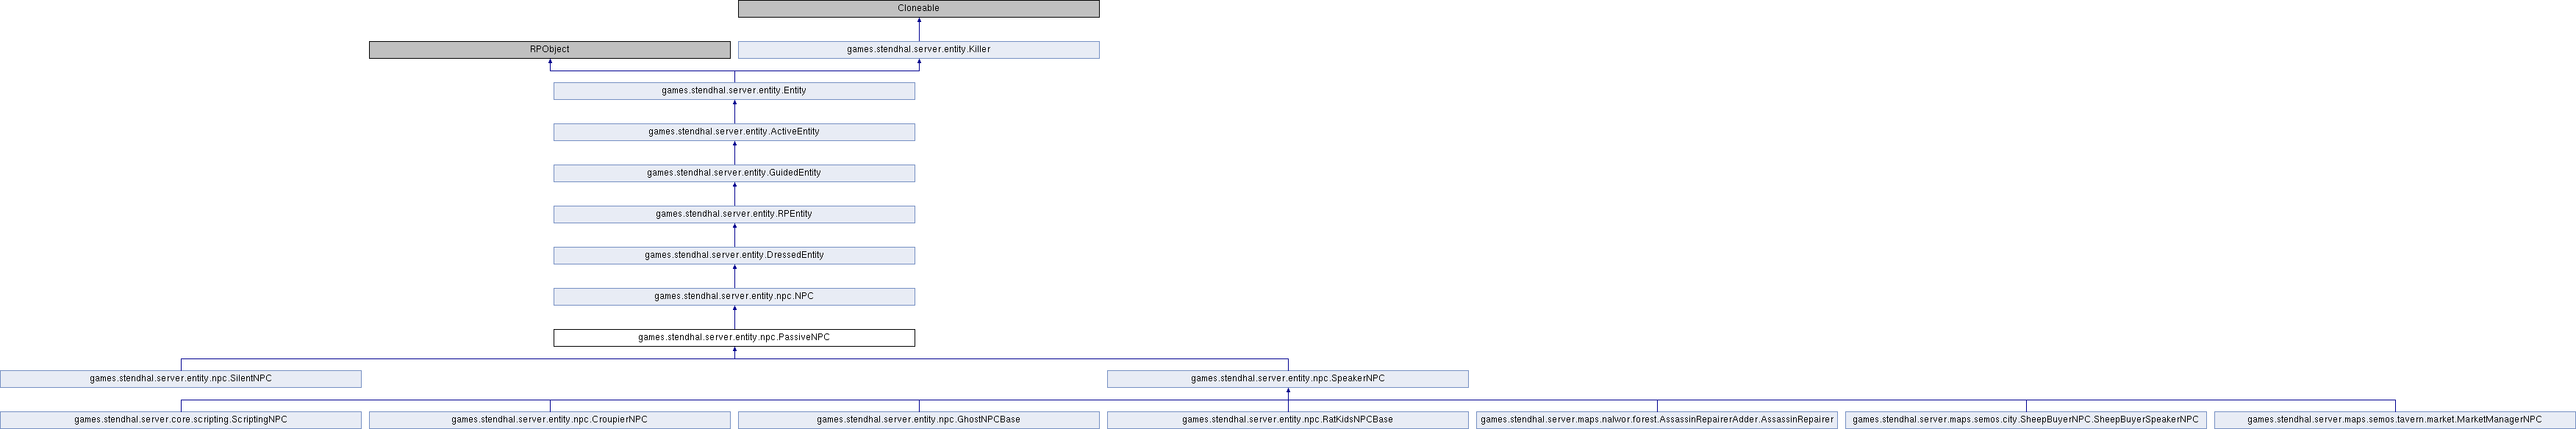 Cloneable
RPObject
games.stendhal.server.entity.Killer
games.stendhal.server.entity.Entity
games.stendhal.server.entity.ActiveEntity
games.stendhal.server.entity.GuidedEntity
games.stendhal.server.entity.RPEntity
games.stendhal.server.entity.DressedEntity
games.stendhal.server.entity.npc.NPC
games.stendhal.server.entity.npc.PassiveNPC
games.stendhal.server.entity.npc.SilentNPC
games.stendhal.server.entity.npc.SpeakerNPC
games.stendhal.server.core.scripting.ScriptingNPC
games.stendhal.server.entity.npc.CroupierNPC
games.stendhal.server.entity.npc.GhostNPCBase
games.stendhal.server.entity.npc.RatKidsNPCBase
games.stendhal.server.maps.nalwor.forest.AssassinRepairerAdder.AssassinRepairer
games.stendhal.server.maps.semos.city.SheepBuyerNPC.SheepBuyerSpeakerNPC
games.stendhal.server.maps.semos.tavern.market.MarketManagerNPC